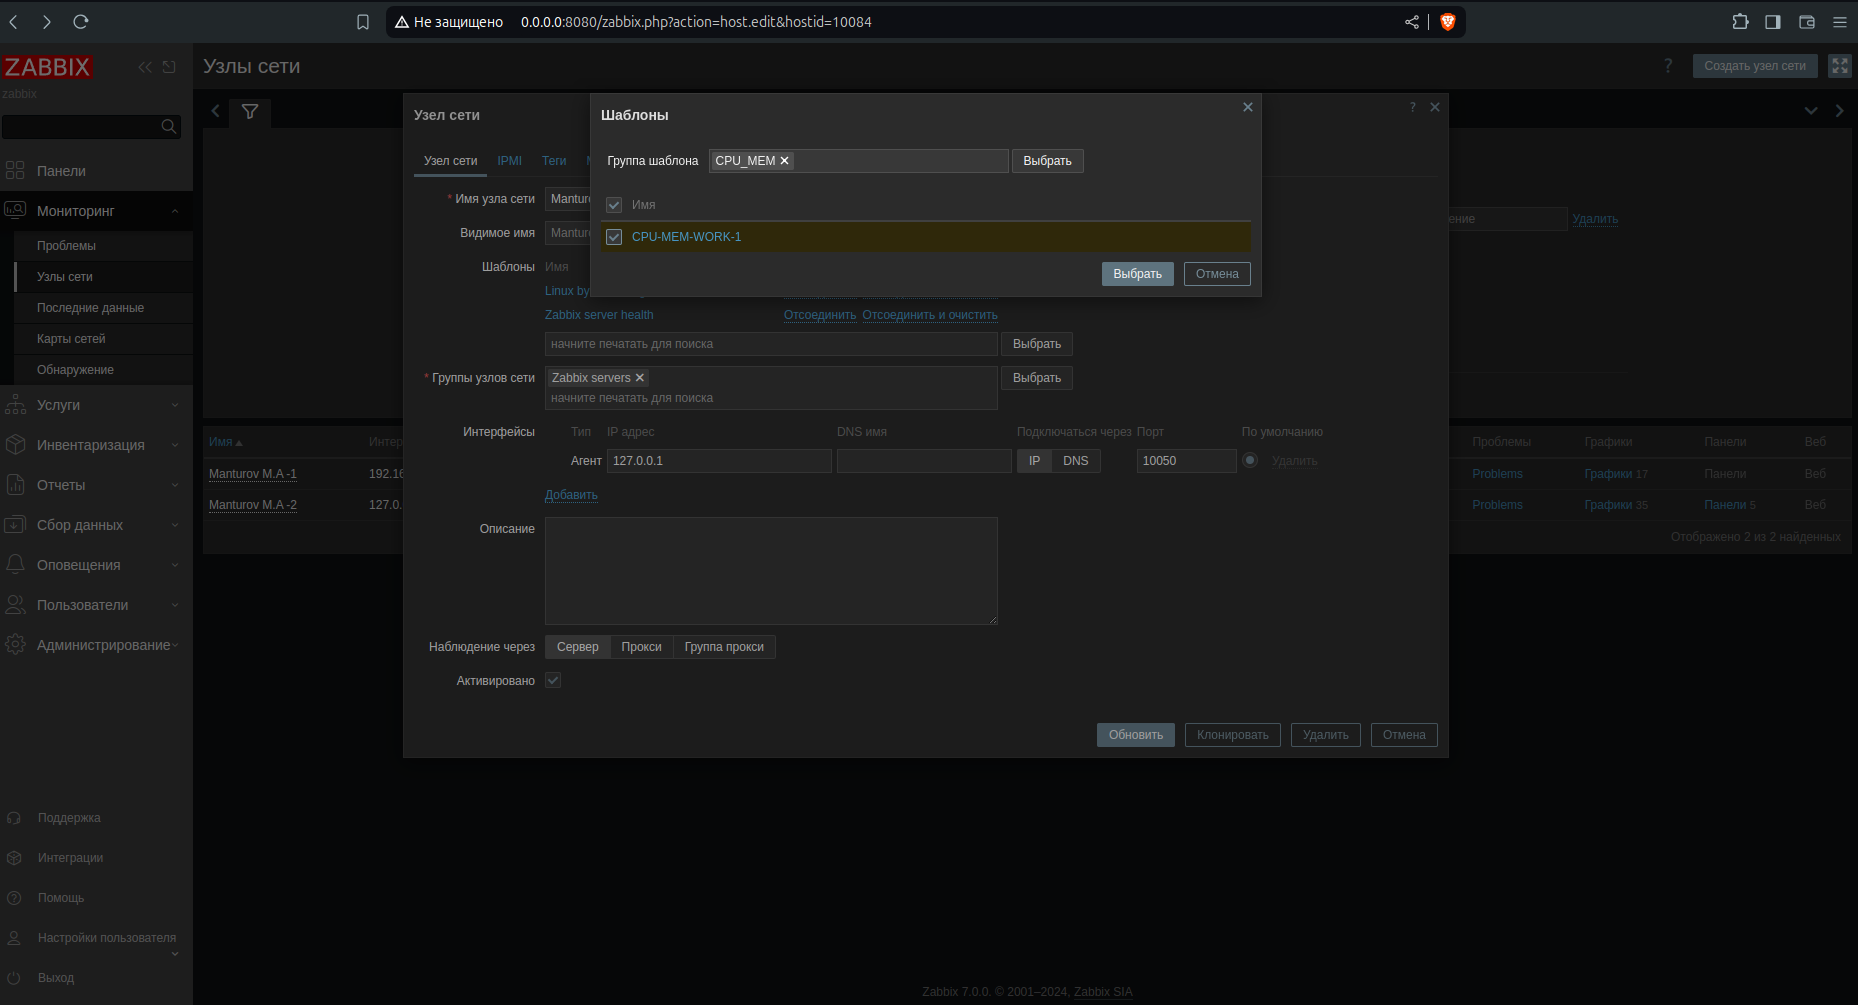 Не защищено 0.0.0.0:8080/zabbix.php?action=host.edit&hostid=10084
ZABBIX
zabbix
Панели
Мониторинг
Проблемы
Узлы сети
Последние данные
Карты сетей
Обнаружение
Услуги
Инвентаризация
Отчеты
Сбор данных
Оповещения
Пользователи
Администрирование
Поддержка
Интеграции
Помощь
Настройки пользователя
Выход
Узлы сети
? Создать узел сети
Узел сети
?
Узел сети IPMI Теги
* Имя узла сети Manturo
Видимое имя Mantur
Шаблоны Имя
Linux by
Zabbix server health Отсоединить Отсоединить и очистить
начните печатать для поиска Выбрать
* Группы узлов сети Zabbix servers Выбрать
начните печатать для поиска
Интерфейсы Тип IP адрес DNS имя Подключаться через Порт По умолчанию
Агент 127.0.0.1 IP DNS 10050 Удалить
Добавить
Описание
Наблюдение через Сервер Прокси Группа прокси
Активировано
Обновить Клонировать Удалить Отмена
Шаблоны
Группа шаблона CPU_MEM Выбрать
Имя
CPU-MEM-WORK-1
Выбрать Отмена
ение Удалить
Имя Интер Проблемы Графики Панели Веб
Manturov M.A -1 192.16 Problems Графики 17 Панели Веб
Manturov M.A -2 127.0. Problems Графики 35 Панели 5 Веб
Отображено 2 из 2 найденных
Zabbix 7.0.0. © 2001–2024, Zabbix SIA